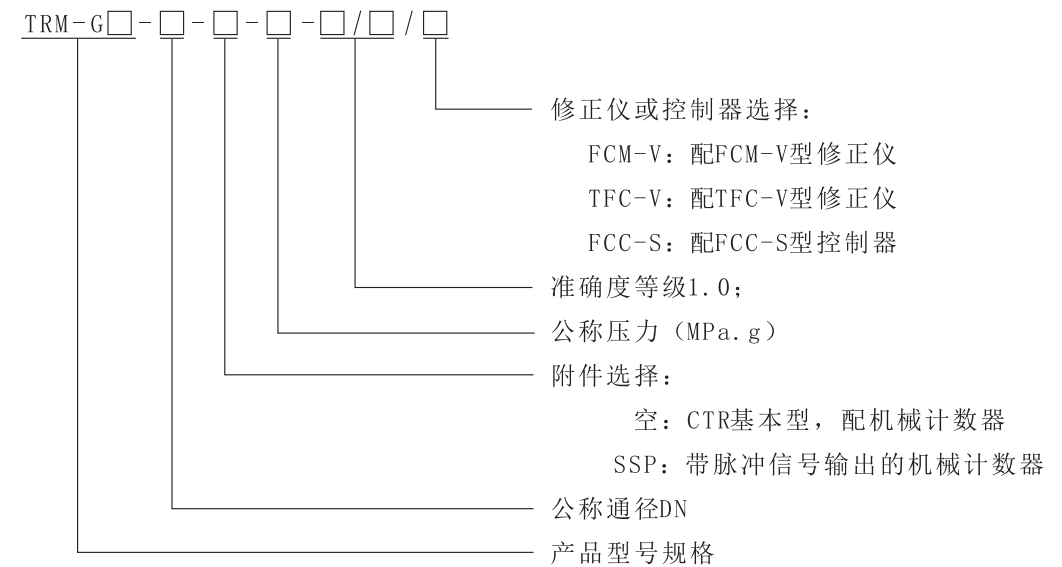 TRM-G□-□-□-□-□/□/□
修正仪或控制器选择：
FCM-V：配FCM-V型修正仪
TFC-V：配TFC-V型修正仪
FCC-S：配FCC-S型控制器
准确度等级1.0；
公称压力（MPa.g）
附件选择：
空：CTR基本型，配机械计数器
SSP：带脉冲信号输出的机械计数器
公称通径DN
产品型号规格